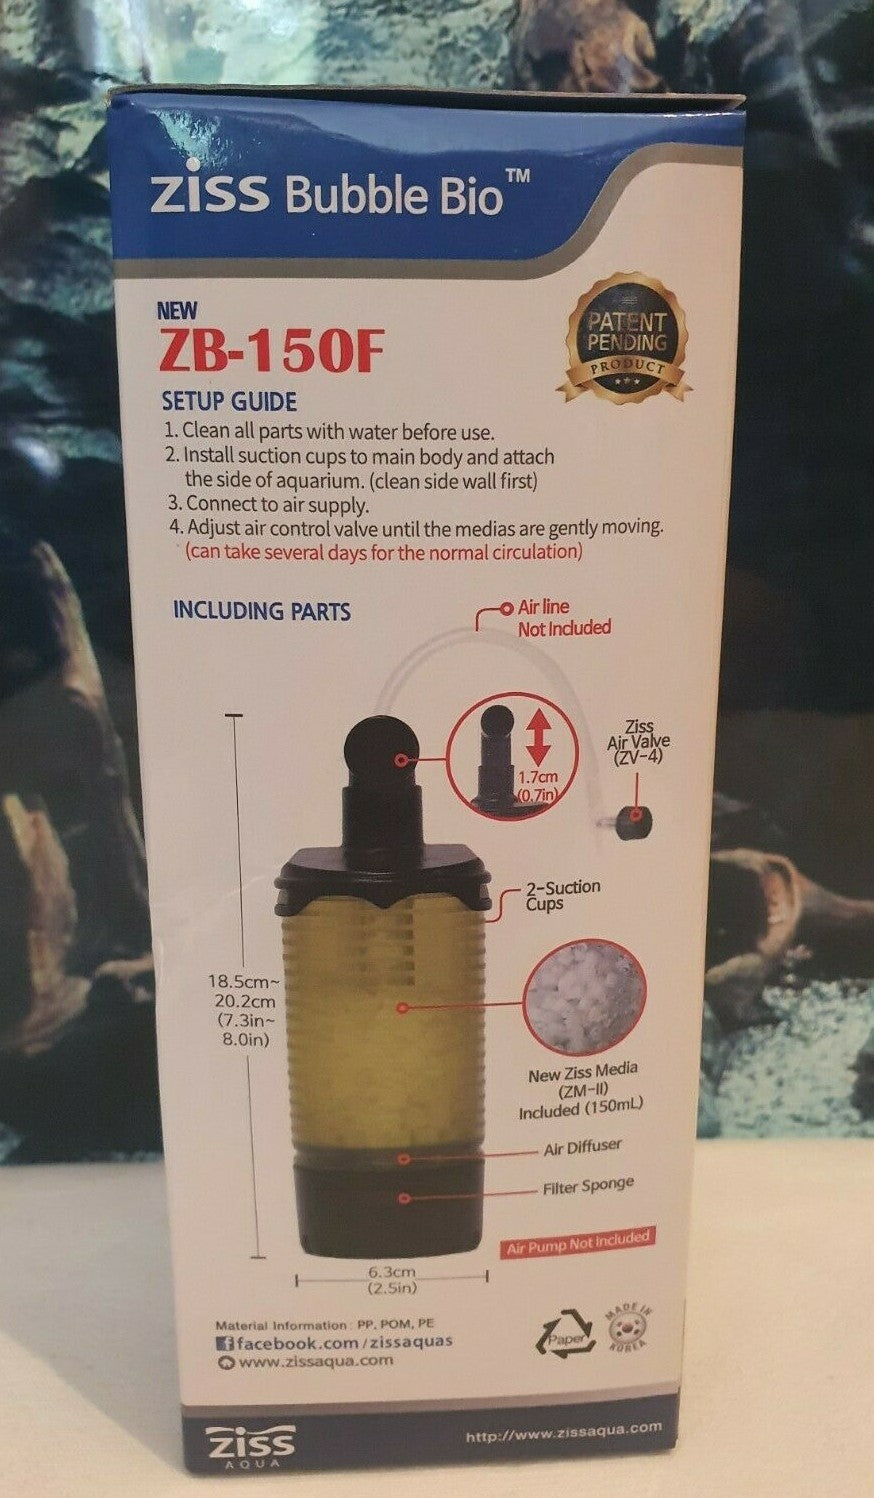 ziss Bubble Bio™
NEW
ZB-150F
PATENT
PENDING
PRODUCT
SETUP GUIDE
1. Clean all parts with water before use.
2. Install suction cups to main body and attach
the side of aquarium. (clean side wall first)
3. Connect to air supply.
4. Adjust air control valve until the medias are gently moving.
(can take several days for the normal circulation)
INCLUDING PARTS
Air line
Not Included
1.7cm
(0.7in)
Ziss
Air Valve
(ZV-4)
2-Suction
Cups
18.5cm~
20.2cm
(7.3in~
8.0in)
New Ziss Media
(ZM-II)
Included (150mL)
Air Diffuser
Filter Sponge
Air Pump Not Included
6.3cm
(2.5in)
Material Information: PP, POM, PE
facebook.com/zissaquas
www.zissaqua.com
Paper
MADE IN
KOREA
ziss
AQUA
http://www.zissaqua.com